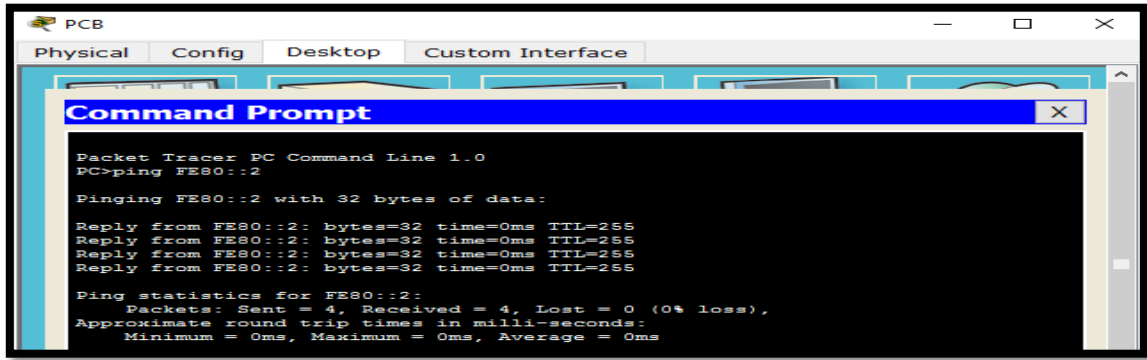 PCB
Physical Config Desktop Custom Interface
Command Prompt X
Packet Tracer PC Command Line 1.0
PC>ping FE80::2
Pinging FE80::2 with 32 bytes of data:
Reply from FE80::2: bytes=32 time=0ms TTL=255
Reply from FE80::2: bytes=32 time=0ms TTL=255
Reply from FE80::2: bytes=32 time=0ms TTL=255
Reply from FE80::2: bytes=32 time=0ms TTL=255
Ping statistics for FE80::2:
Packets: Sent = 4, Received = 4, Lost = 0 (0% loss),
Approximate round trip times in milli-seconds:
Minimum = 0ms, Maximum = 0ms, Average = 0ms